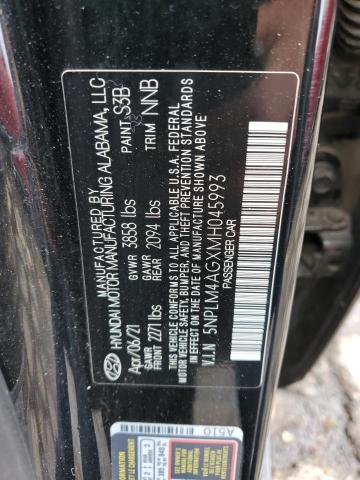 MANUFACTURED BY
HYUNDAI MOTOR MANUFACTURING ALABAMA, LLC
Apr/06/21 GVWR 3858 lbs PAINT S3B
GAWR FRONT 2271 lbs GAWR REAR 2094 lbs TRIM NNB
THIS VEHICLE CONFORMS TO ALL APPLICABLE U.S.A. FEDERAL
MOTOR VEHICLE SAFETY, BUMPER, AND THEFT PREVENTION STANDARDS
IN EFFECT ON THE DATE OF MANUFACTURE SHOWN ABOVE.
V.I.N 5NPLM4AGXMH045993
PASSENGER CAR
A510